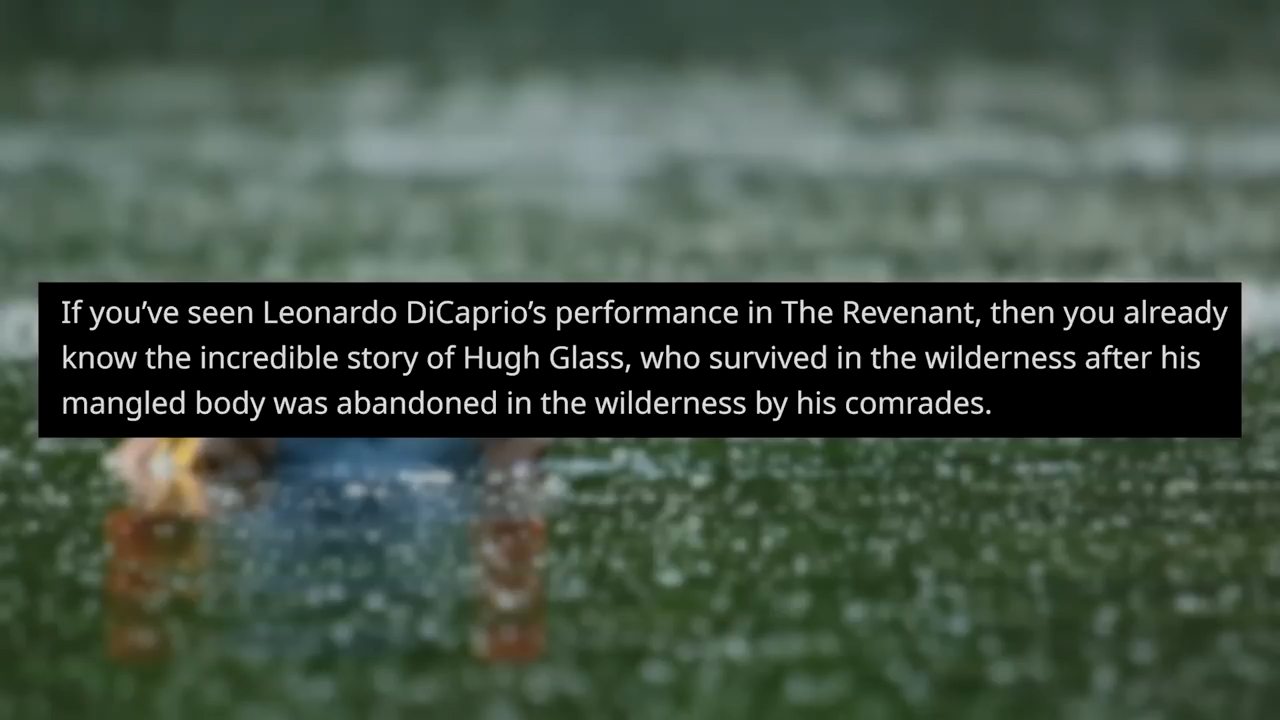 If you’ve seen Leonardo DiCaprio’s performance in The Revenant, then you already
know the incredible story of Hugh Glass, who survived in the wilderness after his
mangled body was abandoned in the wilderness by his comrades.